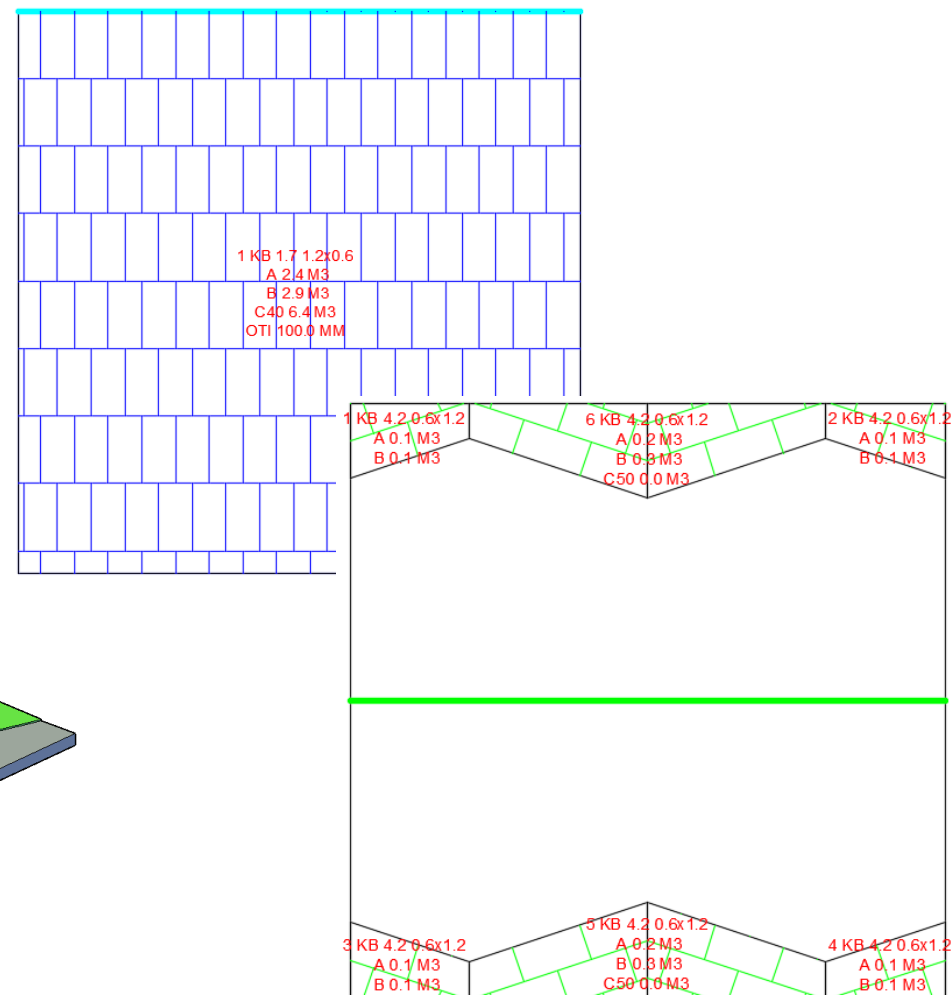 1 KB 1.7 1.2x0.6
A 2.4 M3
B 2.9 M3
C40 6.4 M3
OTI 100.0 MM
1 KB 4.2 0.6x1.2
A 0.1 M3
B 0.1 M3
6 KB 4.2 0.6x1.2
A 0.2 M3
B 0.3 M3
C50 0.0 M3
2 KB 4.2 0.6x1.2
A 0.1 M3
B 0.1 M3
3 KB 4.2 0.6x1.2
A 0.1 M3
B 0.1 M3
5 KB 4.2 0.6x1.2
A 0.2 M3
B 0.3 M3
C50 0.0 M3
4 KB 4.2 0.6x1.2
A 0.1 M3
B 0.1 M3